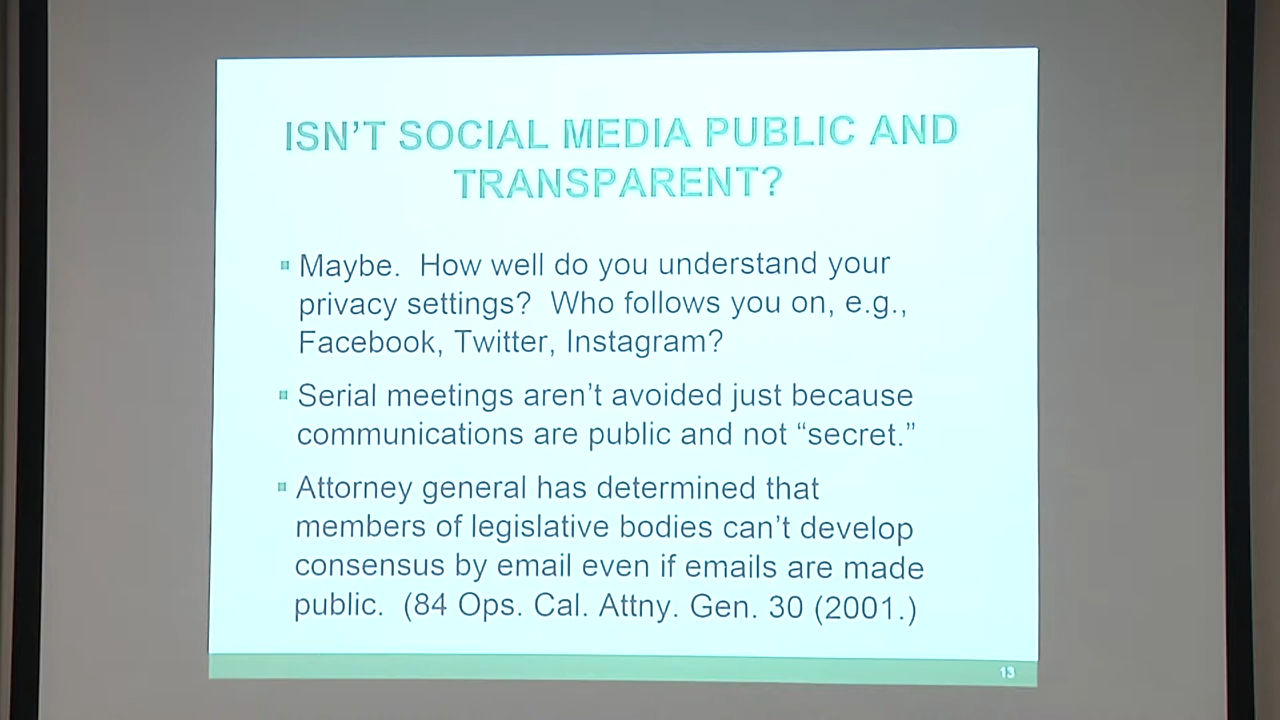 ISN'T SOCIAL MEDIA PUBLIC AND
TRANSPARENT?
Maybe. How well do you understand your
privacy settings? Who follows you on, e.g.,
Facebook, Twitter, Instagram?
Serial meetings aren't avoided just because
communications are public and not “secret.”
Attorney general has determined that
members of legislative bodies can't develop
consensus by email even if emails are made
public. (84 Ops. Cal. Attny. Gen. 30 (2001.)
13